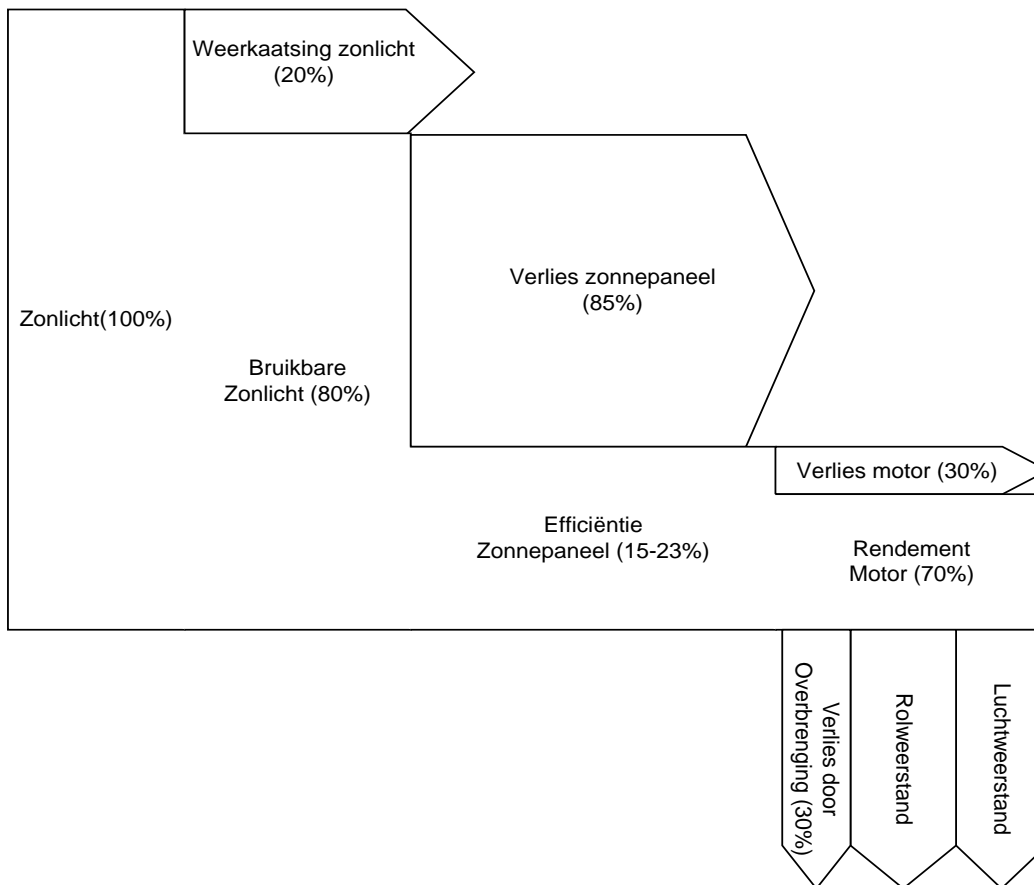 Weerkaatsing zonlicht
(20%)
Verlies zonnepaneel
(85%)
Zonlicht(100%)
Bruikbare
Zonlicht (80%)
Verlies motor (30%)
Efficiëntie
Zonnepaneel (15-23%)
Rendement
Motor (70%)
Verlies door
Overbrenging (30%)
Rolweerstand
Luchtweerstand